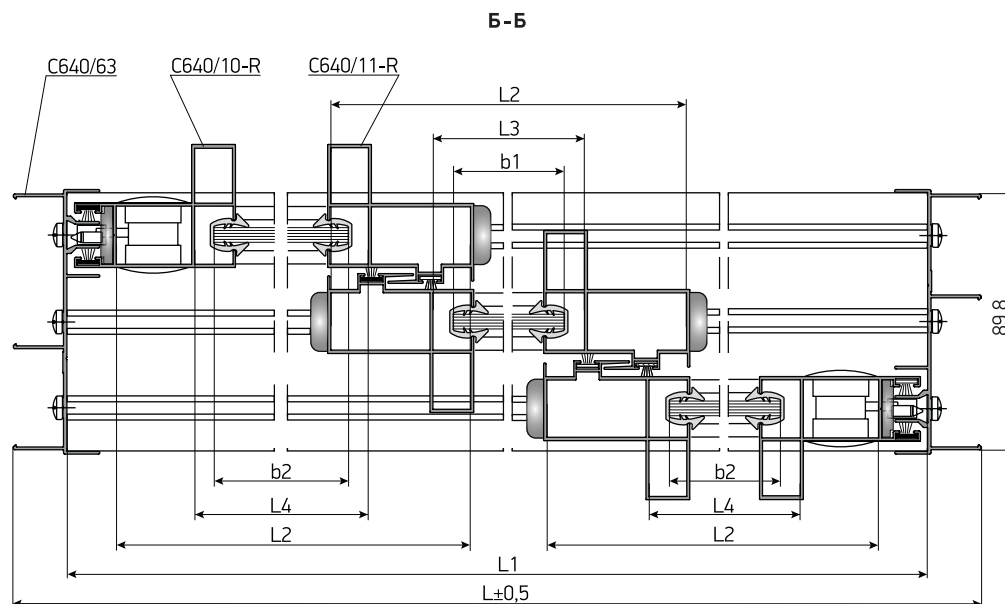 Б-Б
C640/63
C640/10-R
C640/11-R
L2
L3
b1
89,8
b2
b2
L4
L4
L2
L2
L1
L±0,5